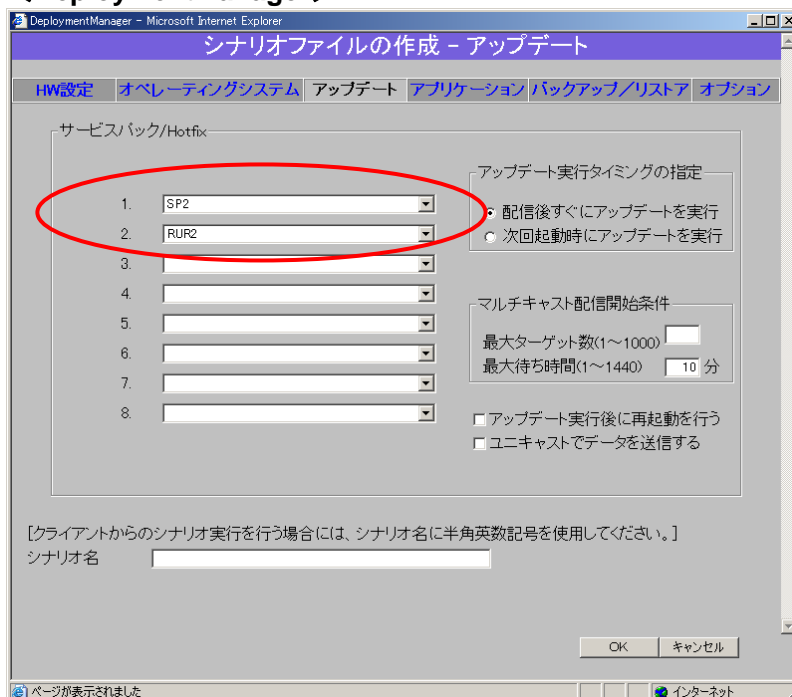 DeploymentManager - Microsoft Internet Explorer
シナリオファイルの作成 - アップデート
HW設定 オペレーティングシステム アップデート アプリケーション バックアップ／リストア オプション
サービスパック/Hotfix
1. SP2
2. RUR2
3.
4.
5.
6.
7.
8.
アップデート実行タイミングの指定
配信後すぐにアップデートを実行
次回起動時にアップデートを実行
マルチキャスト配信開始条件
最大ターゲット数(1～1000)
最大待ち時間(1～1440) 10 分
アップデート実行後に再起動を行う
ユニキャストでデータを送信する
[クライアントからのシナリオ実行を行う場合には、シナリオ名に半角英数記号を使用してください。]
シナリオ名
OK キャンセル
ページが表示されました インターネット